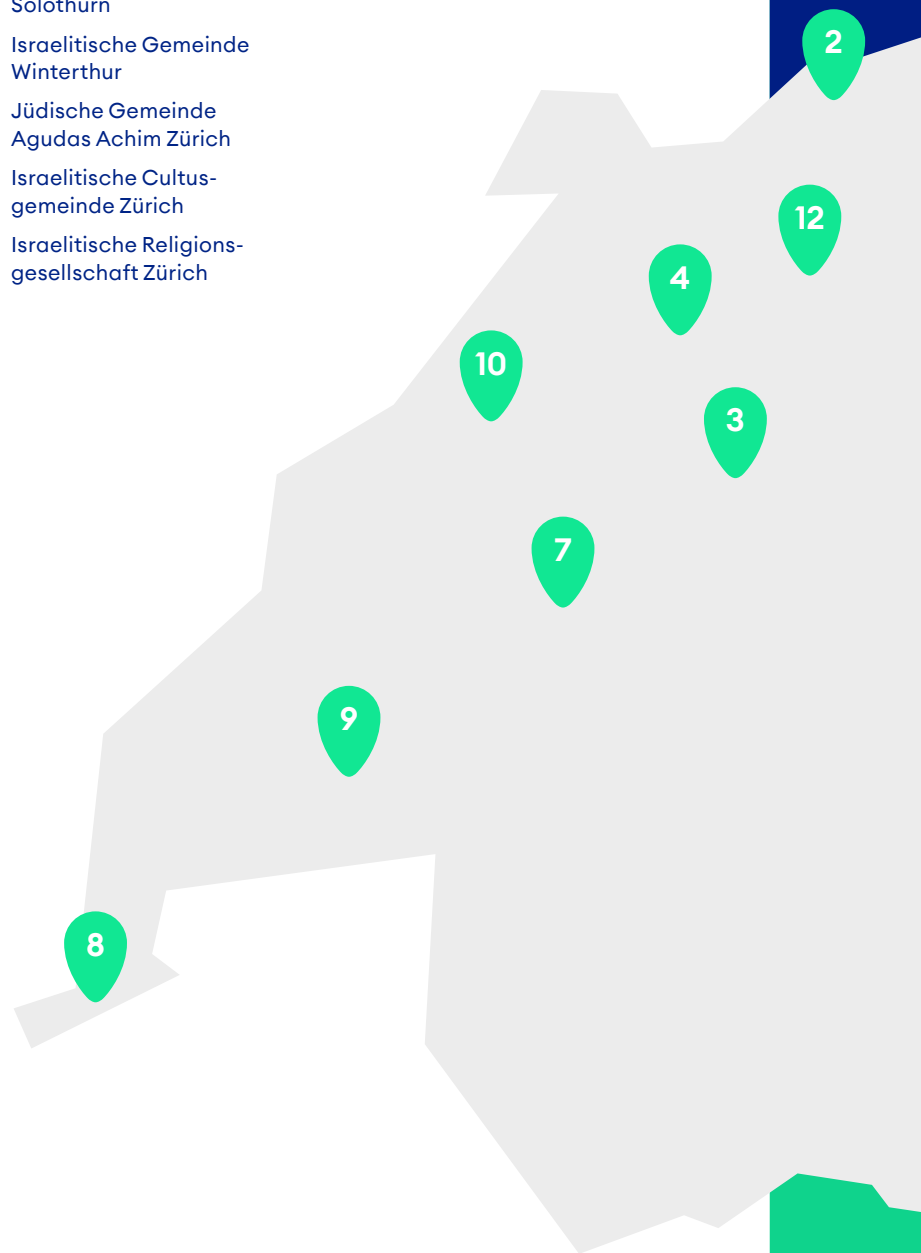 Solothurn
Israelitische Gemeinde
Winterthur
Jüdische Gemeinde
Agudas Achim Zürich
Israelitische Cultus-
gemeinde Zürich
Israelitische Religions-
gesellschaft Zürich
2
12
4
10
3
7
9
8